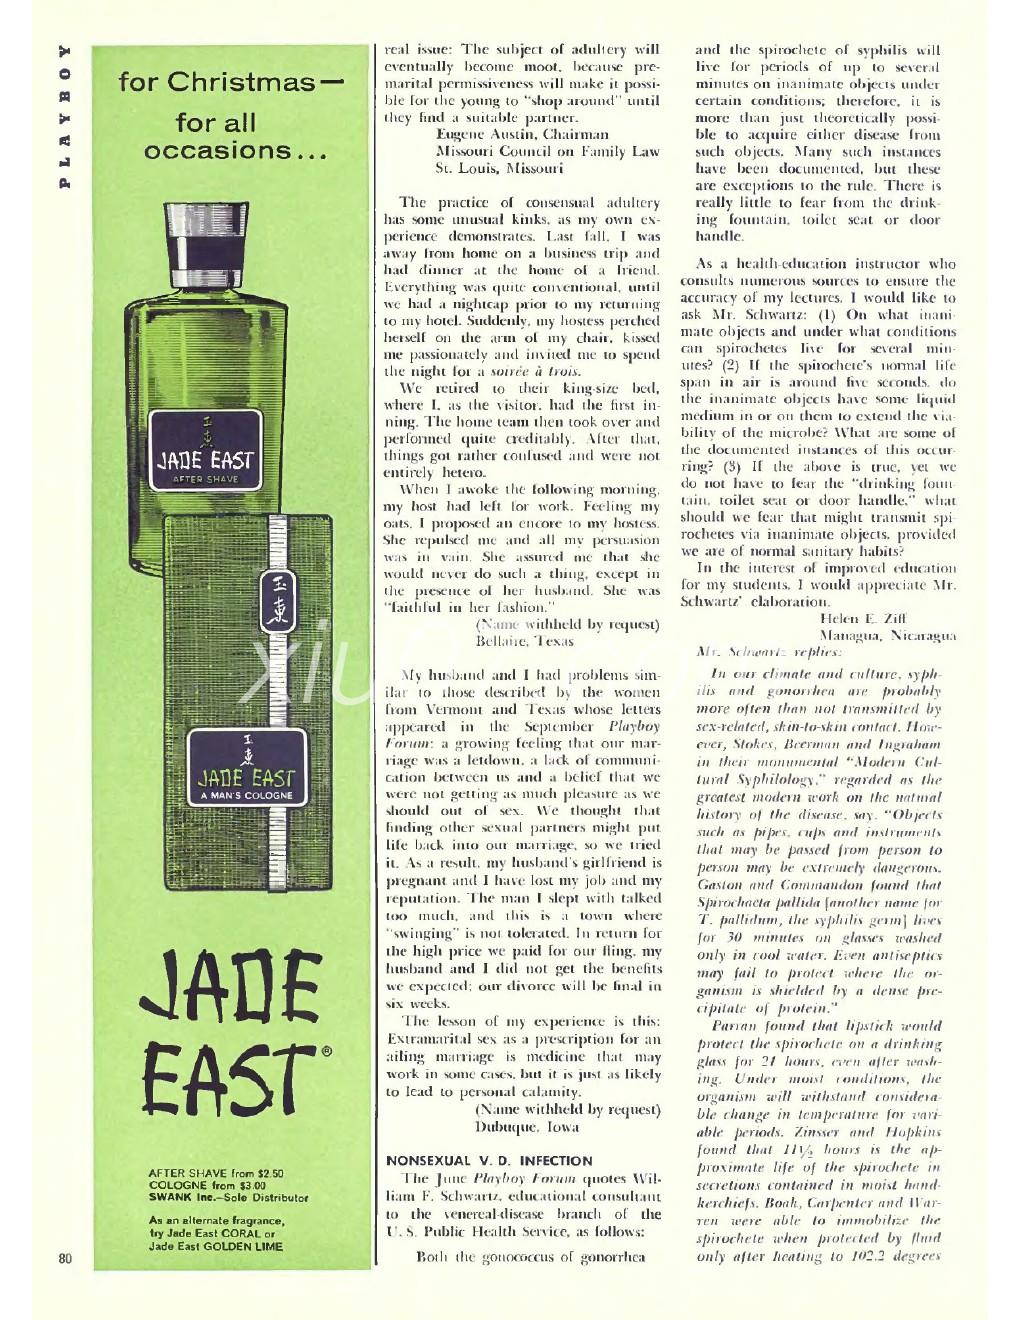 PLAYBOY
for Christmas—
for all
occasions...
JADE EAST
AFTER SHAVE
玉
東
JADE EAST
A MAN'S COLOGNE
JADE
EAST®
AFTER SHAVE from $2.50
COLOGNE from $3.00
SWANK Inc.—Sole Distributor
As an alternate fragrance,
try Jade East CORAL or
Jade East GOLDEN LIME
80
real issue: The subject of adultery will
eventually become moot, because pre-
marital permissiveness will make it possi-
ble for the young to "shop around" until
they find a suitable partner.
Eugene Austin, Chairman
Missouri Council on Family Law
St. Louis, Missouri
The practice of consensual adultery
has some unusual kinks, as my own ex-
perience demonstrates. Last fall, I was
away from home on a business trip and
had dinner at the home of a friend.
Everything was quite conventional, until
we had a nightcap prior to my returning
to my hotel. Suddenly, my hostess perched
herself on the arm of my chair, kissed
me passionately and invited me to spend
the night for a soirée à trois.
We retired to their king-size bed,
where I, as the visitor, had the first in-
ning. The home team then took over and
performed quite creditably. After that,
things got rather confused and were not
entirely hetero.
When I awoke the following morning,
my host had left for work. Feeling my
oats, I proposed an encore to my hostess.
She repulsed me and all my persuasion
was in vain. She assured me that she
would never do such a thing, except in
the presence of her husband. She was
"faithful in her fashion."
(Name withheld by request)
Bellaire, Texas
My husband and I had problems sim-
ilar to those described by the women
from Vermont and Texas whose letters
appeared in the September Playboy
Forum: a growing feeling that our mar-
riage was a letdown, a lack of communi-
cation between us and a belief that we
were not getting as much pleasure as we
should out of sex. We thought that
finding other sexual partners might put
life back into our marriage, so we tried
it. As a result, my husband's girlfriend is
pregnant and I have lost my job and my
reputation. The man I slept with talked
too much, and this is a town where
"swinging" is not tolerated. In return for
the high price we paid for our fling, my
husband and I did not get the benefits
we expected; our divorce will be final in
six weeks.
The lesson of my experience is this:
Extramarital sex as a prescription for an
ailing marriage is medicine that may
work in some cases, but it is just as likely
to lead to personal calamity.
(Name withheld by request)
Dubuque, Iowa
NONSEXUAL V. D. INFECTION
The June Playboy Forum quotes Wil-
liam F. Schwartz, educational consultant
to the venereal-disease branch of the
U. S. Public Health Service, as follows:
Both the gonococcus of gonorrhea
and the spirochete of syphilis will
live for periods of up to several
minutes on inanimate objects under
certain conditions; therefore, it is
more than just theoretically possi-
ble to acquire either disease from
such objects. Many such instances
have been documented, but these
are exceptions to the rule. There is
really little to fear from the drink-
ing fountain, toilet seat or door
handle.
As a health-education instructor who
consults numerous sources to ensure the
accuracy of my lectures, I would like to
ask Mr. Schwartz: (1) On what inani-
mate objects and under what conditions
can spirochetes live for several min-
utes? (2) If the spirochete's normal life
span in air is around five seconds, do
the inanimate objects have some liquid
medium in or on them to extend the via-
bility of the microbe? What are some of
the documented instances of this occur-
ring? (3) If the above is true, yet we
do not have to fear the "drinking foun-
tain, toilet seat or door handle," what
should we fear that might transmit spi-
rochetes via inanimate objects, provided
we are of normal sanitary habits?
In the interest of improved education
for my students, I would appreciate Mr.
Schwartz' elaboration.
Helen E. Ziff
Managua, Nicaragua
Mr. Schwartz replies:
In our climate and culture, syph-
ilis and gonorrhea are probably
more often than not transmitted by
sex-related, skin-to-skin contact. How-
ever, Stokes, Beerman and Ingraham
in their monumental "Modern Cul-
tural Syphilology," regarded as the
greatest modern work on the natural
history of the disease, say, "Objects
such as pipes, cups and instruments
that may be passed from person to
person may be extremely dangerous.
Gaston and Commandon found that
Spirochaeta pallida [another name for
T. pallidum, the syphilis germ] lives
for 30 minutes on glasses washed
only in cool water. Even antiseptics
may fail to protect where the or-
ganism is shielded by a dense pre-
cipitate of protein."
Parran found that lipstick would
protect the spirochete on a drinking
glass for 24 hours, even after wash-
ing. Under moist conditions, the
organism will withstand considera-
ble change in temperature for vari-
able periods. Zinsser and Hopkins
found that 11½ hours is the ap-
proximate life of the spirochete in
secretions contained in moist hand-
kerchiefs. Boak, Carpenter and War-
ren were able to immobilize the
spirochete when protected by fluid
only after heating to 102.2 degrees